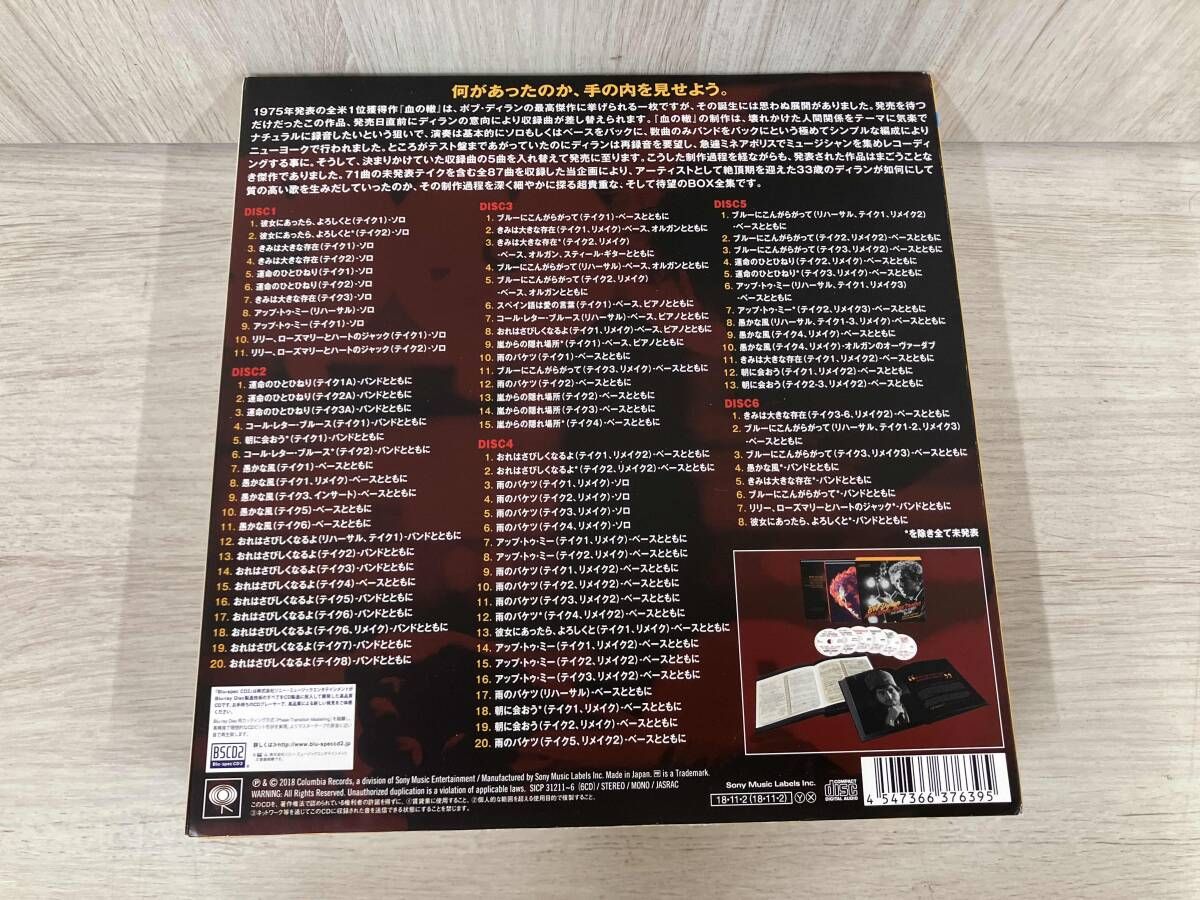 何があったのか、手の内を見せよう。
1975年発表の全米1位獲得作『血の轍』は、ボブ・ディランの最高傑作に挙げられる一枚ですが、その誕生には思わぬ展開がありました。発売を待つ
だけだったこの作品、発売日直前にディランの意向により収録曲が差し替えられます。『血の轍』の制作は、壊れかけた人間関係をテーマに気楽で
ナチュラルに録音したいという狙いで、演奏は基本的にソロもしくはベースをバックに、数曲のみバンドをバックにという極めてシンプルな編成により
ニューヨークで行われました。ところがテスト盤まであがっていたのにディランは再録音を要望し、急遽ミネアポリスでミュージシャンを集めレコーディ
ングする事に。そうして、決まりかけていた収録曲の5曲を入れ替えて発売に至ります。こうした制作過程を経ながらも、発表された作品はまごうことな
き傑作でありました。71曲の未発表テイクを含む全87曲を収録した当企画により、アーティストとして絶頂期を迎えた33歳のディランが如何にして
質の高い歌を生みだしていったのか、その制作過程を深く細やかに探る超貴重な、そして待望のBOX全集です。
DISC1
1. 彼女にあったら、よろしくと(テイク1)-ソロ
2. 彼女にあったら、よろしくと*(テイク2)-ソロ
3. きみは大きな存在(テイク1)-ソロ
4. きみは大きな存在(テイク2)-ソロ
5. 運命のひとひねり(テイク1)-ソロ
6. 運命のひとひねり(テイク2)-ソロ
7. きみは大きな存在(テイク3)-ソロ
8. アップ・トゥ・ミー(リハーサル)-ソロ
9. アップ・トゥ・ミー(テイク1)-ソロ
10. リリー、ローズマリーとハートのジャック(テイク1)-ソロ
11. リリー、ローズマリーとハートのジャック(テイク2)-ソロ
DISC2
1. 運命のひとひねり(テイク1A)-バンドとともに
2. 運命のひとひねり(テイク2A)-バンドとともに
3. 運命のひとひねり(テイク3A)-バンドとともに
4. コール・レター・ブルース(テイク1)-バンドとともに
5. 朝に会おう*(テイク1)-バンドとともに
6. コール・レター・ブルース*(テイク2)-バンドとともに
7. 愚かな風(テイク1)-ベースとともに
8. 愚かな風(テイク1、リメイク)-ベースとともに
9. 愚かな風(テイク3、インサート)-ベースとともに
10. 愚かな風(テイク5)-ベースとともに
11. 愚かな風(テイク6)-ベースとともに
12. おれはさびしくなるよ(リハーサル、テイク1)-バンドとともに
13. おれはさびしくなるよ(テイク2)-バンドとともに
14. おれはさびしくなるよ(テイク3)-バンドとともに
15. おれはさびしくなるよ(テイク4)-ベースとともに
16. おれはさびしくなるよ(テイク5)-バンドとともに
17. おれはさびしくなるよ(テイク6)-バンドとともに
18. おれはさびしくなるよ(テイク6、リメイク)-バンドとともに
19. おれはさびしくなるよ(テイク7)-バンドとともに
20. おれはさびしくなるよ(テイク8)-バンドとともに
DISC3
1. ブルーにこんがらがって(テイク1)-ベースとともに
2. きみは大きな存在(テイク1、リメイク)-ベース、オルガンとともに
3. きみは大きな存在*(テイク2、リメイク)
-ベース、オルガン、スティール・ギターとともに
4. ブルーにこんがらがって(リハーサル)-ベース、オルガンとともに
5. ブルーにこんがらがって(テイク2、リメイク)
-ベース、オルガンとともに
6. スペイン語は愛の言葉(テイク1)-ベース、ピアノとともに
7. コール・レター・ブルース(リハーサル)-ベース、ピアノとともに
8. おれはさびしくなるよ(テイク1、リメイク)-ベース、ピアノとともに
9. 嵐からの隠れ場所*(テイク1)-ベース、ピアノとともに
10. 雨のバケツ(テイク1)-ベースとともに
11. ブルーにこんがらがって(テイク3、リメイク)-ベースとともに
12. 雨のバケツ(テイク2)-ベースとともに
13. 嵐からの隠れ場所(テイク2)-ベースとともに
14. 嵐からの隠れ場所(テイク3)-ベースとともに
15. 嵐からの隠れ場所*(テイク4)-ベースとともに
DISC4
1. おれはさびしくなるよ(テイク1、リメイク2)-ベースとともに
2. おれはさびしくなるよ*(テイク2、リメイク2)-ベースとともに
3. 雨のバケツ(テイク1、リメイク)-ソロ
4. 雨のバケツ(テイク2、リメイク)-ソロ
5. 雨のバケツ(テイク3、リメイク)-ソロ
6. 雨のバケツ(テイク4、リメイク)-ソロ
7. アップ・トゥ・ミー(テイク1、リメイク)-ベースとともに
8. アップ・トゥ・ミー(テイク2、リメイク)-ベースとともに
9. 雨のバケツ(テイク1、リメイク2)-ベースとともに
10. 雨のバケツ(テイク2、リメイク2)-ベースとともに
11. 雨のバケツ(テイク3、リメイク2)-ベースとともに
12. 雨のバケツ*(テイク4、リメイク2)-ベースとともに
13. 彼女にあったら、よろしくと(テイク1、リメイク)-ベースとともに
14. アップ・トゥ・ミー(テイク1、リメイク2)-ベースとともに
15. アップ・トゥ・ミー(テイク2、リメイク2)-ベースとともに
16. アップ・トゥ・ミー(テイク3、リメイク2)-ベースとともに
17. 雨のバケツ(リハーサル)-ベースとともに
18. 朝に会おう*(テイク1、リメイク)-ベースとともに
19. 朝に会おう(テイク2、リメイク)-ベースとともに
20. 雨のバケツ(テイク5、リメイク2)-ベースとともに
DISC5
1. ブルーにこんがらがって(リハーサル、テイク1、リメイク2)
-ベースとともに
2. ブルーにこんがらがって(テイク2、リメイク2)-ベースとともに
3. ブルーにこんがらがって(テイク3、リメイク2)-ベースとともに
4. 運命のひとひねり(テイク2、リメイク)-ベースとともに
5. 運命のひとひねり*(テイク3、リメイク)-ベースとともに
6. アップ・トゥ・ミー(リハーサル、テイク1、リメイク3)
-ベースとともに
7. アップ・トゥ・ミー*(テイク2、リメイク3)-ベースとともに
8. 愚かな風(リハーサル、テイク1-3、リメイク)-ベースとともに
9. 愚かな風(テイク4、リメイク)-ベースとともに
10. 愚かな風(テイク4、リメイク)-オルガンのオーヴァーダブ
11. きみは大きな存在(テイク1、リメイク2)-ベースとともに
12. 朝に会おう(テイク1、リメイク2)-ベースとともに
13. 朝に会おう(テイク2-3、リメイク2)-ベースとともに
DISC6
1. きみは大きな存在(テイク3-6、リメイク2)-ベースとともに
2. ブルーにこんがらがって(リハーサル、テイク1-2、リメイク3)
-ベースとともに
3. ブルーにこんがらがって(テイク3、リメイク3)-ベースとともに
4. 愚かな風*-バンドとともに
5. きみは大きな存在*-バンドとともに
6. ブルーにこんがらがって*-バンドとともに
7. リリー、ローズマリーとハートのジャック*-バンドとともに
8. 彼女にあったら、よろしくと*-バンドとともに
*を除き全て未発表
BSCD2
Blu-spec CD2
詳しくは≫http://www.blu-speccd2.jp
℗ & © 2018 Columbia Records, a division of Sony Music Entertainment / Manufactured by Sony Music Labels Inc. Made in Japan. is a Trademark.
WARNING: All Rights Reserved. Unauthorized duplication is a violation of applicable laws. SICP 31211~6 (6CD) / STEREO / MONO / JASRAC
このCDを、著作権法で認められている権利者の許諾を得ずに、①賃貸業に使用すること、②個人的な範囲を超える使用目的で複製すること、
③ネットワーク等を通じてこのCDに収録された音を送信できる状態にすることを禁じます。
Sony Music Labels Inc.
18・11・2 (18・11・2) Y X
COMPACT disc DIGITAL AUDIO
4 547366 376395